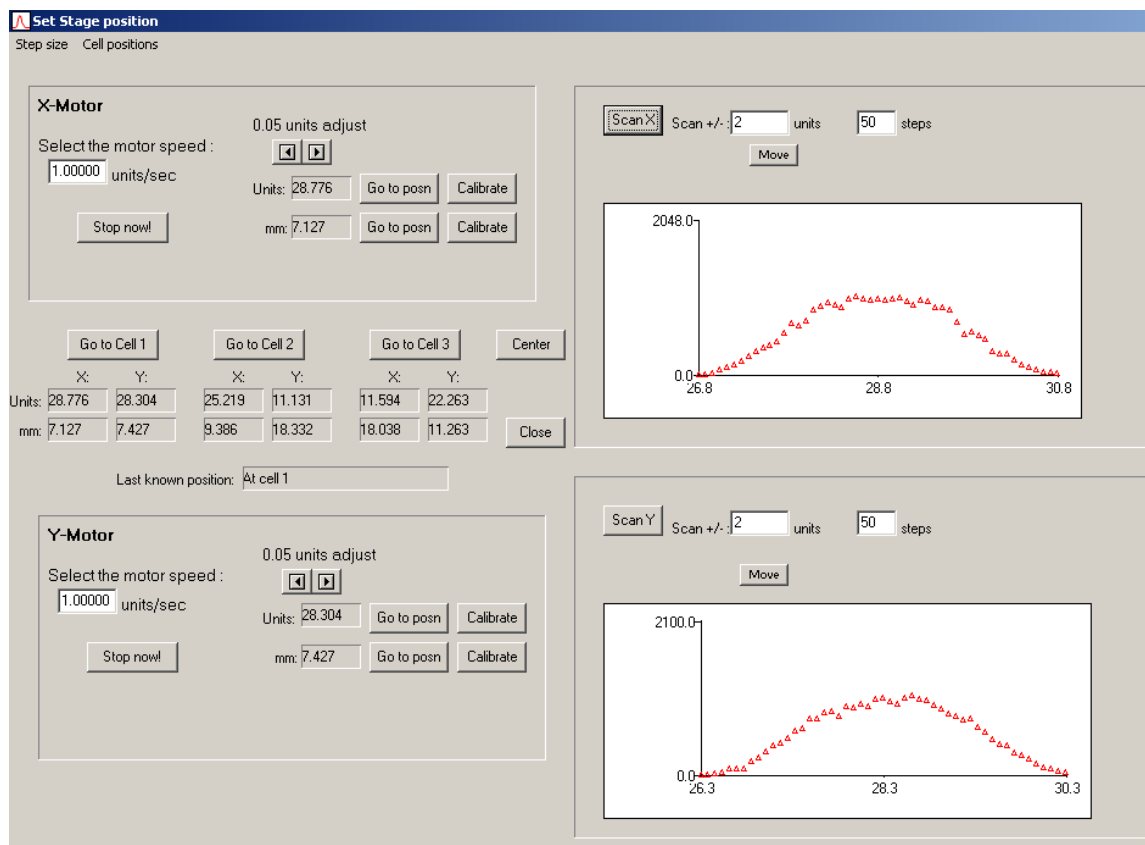 Set Stage position
Step size Cell positions
X-Motor
0.05 units adjust
Select the motor speed :
1.00000 units/sec
Units: 28.776 Go to posn Calibrate
Stop now!
mm: 7.127 Go to posn Calibrate
Scan X Scan +/- : 2 units 50 steps
Move
2048.0
0.0
26.8 28.8 30.8
Go to Cell 1 Go to Cell 2 Go to Cell 3 Center
X: Y: X: Y: X: Y:
Units: 28.776 28.304 25.219 11.131 11.594 22.263
mm: 7.127 7.427 9.386 18.332 18.038 11.263 Close
Last known position: At cell 1
Y-Motor
0.05 units adjust
Select the motor speed :
1.00000 units/sec
Units: 28.304 Go to posn Calibrate
Stop now! mm: 7.427 Go to posn Calibrate
Scan Y Scan +/- : 2 units 50 steps
Move
2100.0
0.0
26.3 28.3 30.3